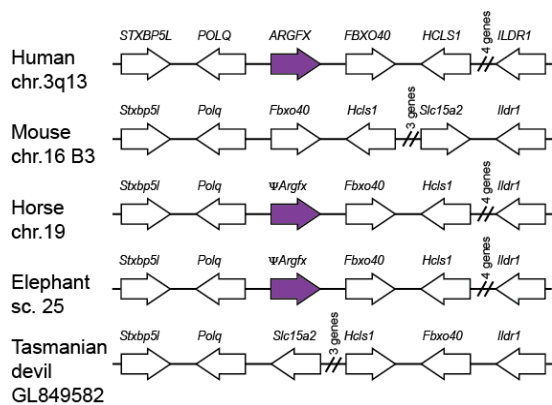 STXBP5L POLQ ARGFX FBXO40 HCLS1 4 genes ILDR1
Human
chr.3q13
Stxbp5l Polq Fbxo40 Hcls1 3 genes Slc15a2 Ildr1
Mouse
chr.16 B3
Stxbp5l Polq ΨArgfx Fbxo40 Hcls1 4 genes Ildr1
Horse
chr.19
Stxbp5l Polq ΨArgfx Fbxo40 Hcls1 4 genes Ildr1
Elephant
sc. 25
Stxbp5l Polq Slc15a2 3 genes Hcls1 Fbxo40 Ildr1
Tasmanian
devil
GL849582